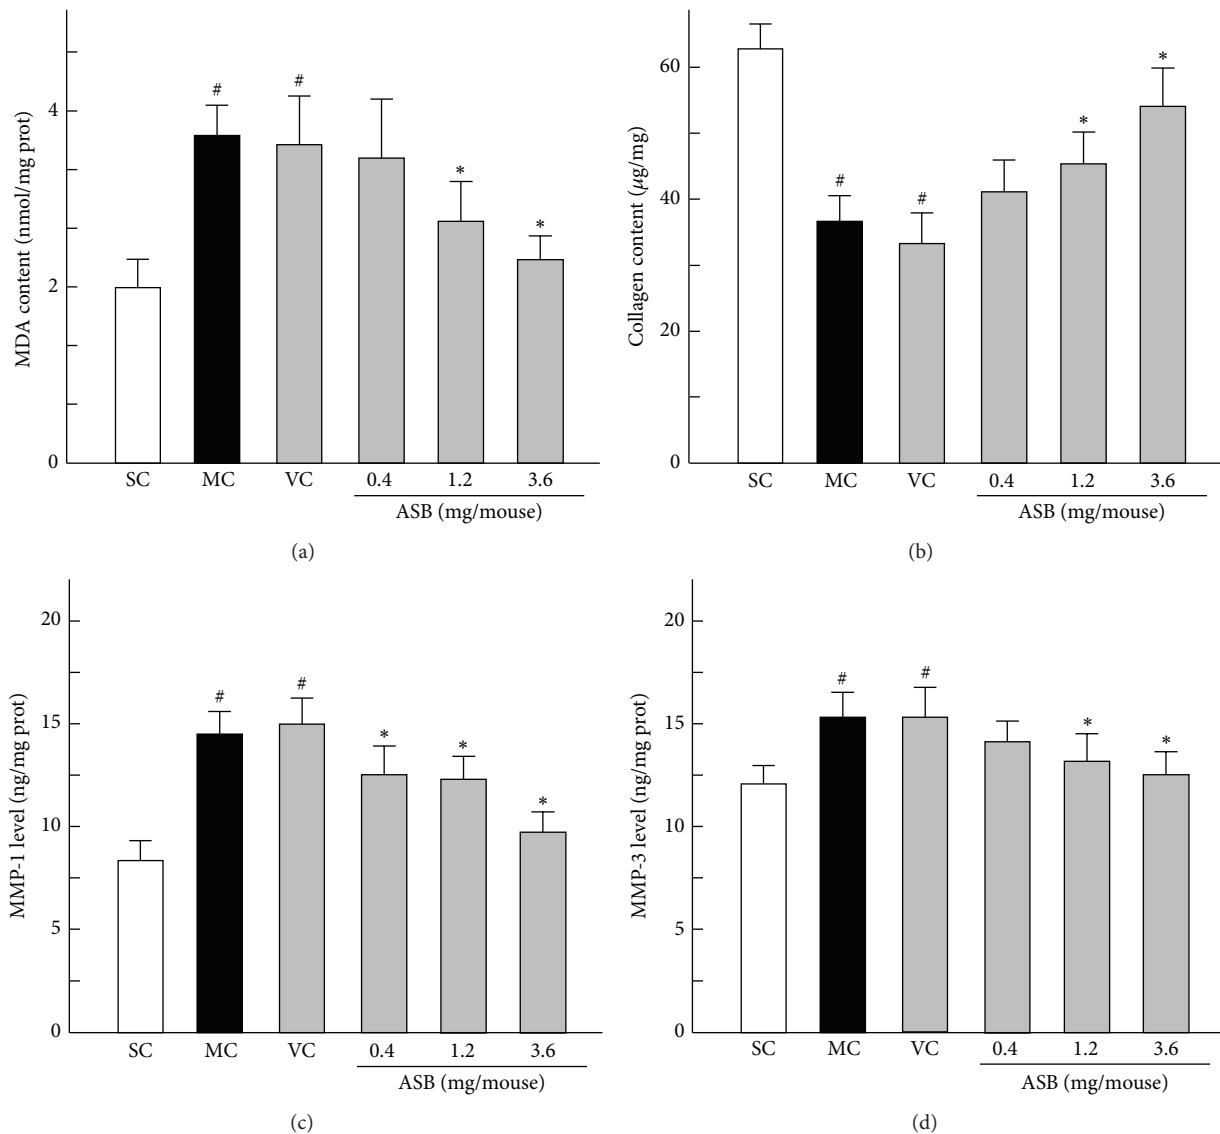 MDA content (nmol/mg prot)
4
2
0
#
#
*
*
SC MC VC 0.4 1.2 3.6
ASB (mg/mouse)
(a)
Collagen content (μg/mg)
60
40
20
0
#
#
*
*
SC MC VC 0.4 1.2 3.6
ASB (mg/mouse)
(b)
MMP-1 level (ng/mg prot)
20
15
10
5
0
#
#
*
*
*
SC MC VC 0.4 1.2 3.6
ASB (mg/mouse)
(c)
MMP-3 level (ng/mg prot)
20
15
10
5
0
#
#
*
*
SC MC VC 0.4 1.2 3.6
ASB (mg/mouse)
(d)